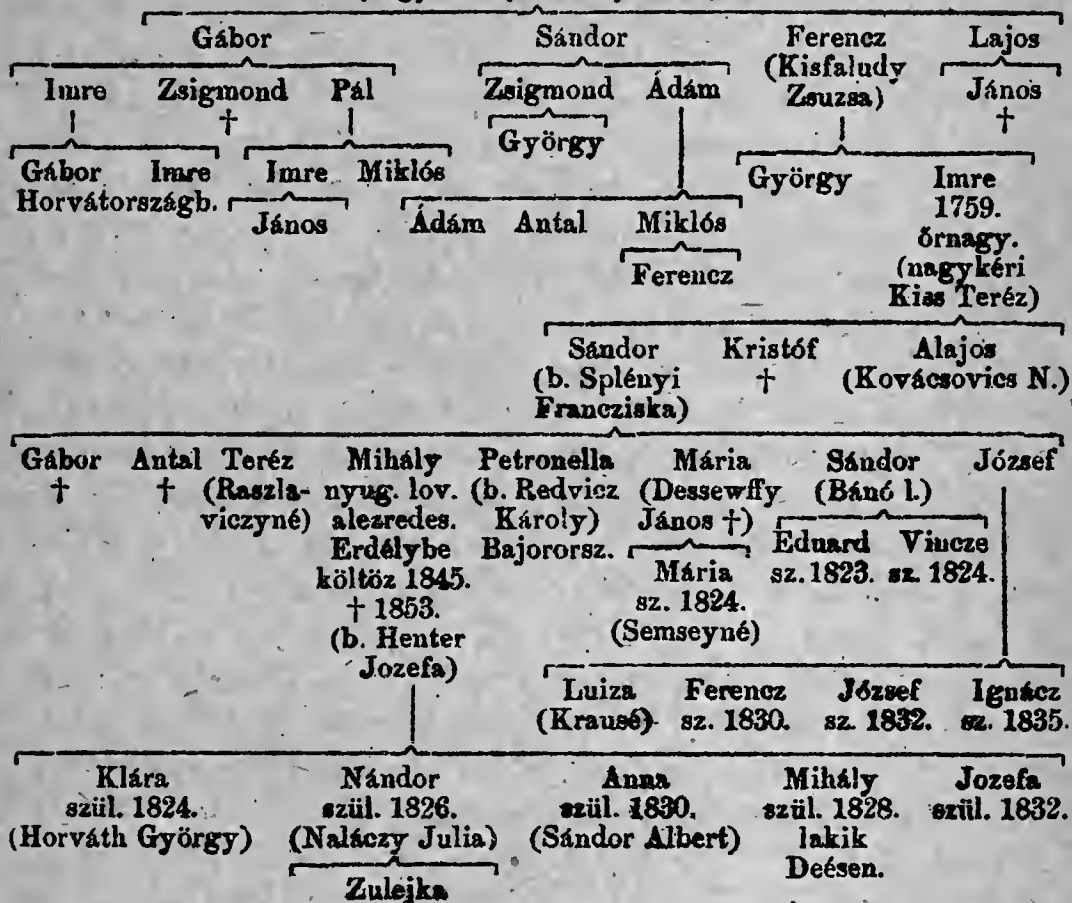 Gábor Sándor Ferencz Lajos
(Kisfaludy
Zsuzsa)
Imre Zsigmond Pál Zsigmond Ádám János
† †
György
Gábor Imre Imre Miklós György Imre
Horvátországb. 1759.
János Ádám Antal Miklós őrnagy.
Ferencz (nagykéri
Kiss Teréz)
Sándor Kristóf Alajos
(b. Splényi † (Kovácsovics N.)
Francziska)
Gábor Antal Teréz Mihály Petronella Mária Sándor József
† † (Raszla- nyug. lov. (b. Redvicz (Dessewffy (Bánó l.)
viczyné) alezredes. Károly) János †) Eduard Vincze
Erdélybe Bajororsz. sz. 1823. sz. 1824.
költöz 1845. Mária
† 1853. sz. 1824.
(b. Henter (Semseyné)
Jozefa)
Luiza Ferencz József Ignácz
(Krausé) sz. 1830. sz. 1832. sz. 1835.
Klára Nándor Anna Mihály Jozefa
szül. 1824. szül. 1826. szül. 1830. szül. 1828. szül. 1832.
(Horváth György) (Naláczy Julia) (Sándor Albert) lakik
Deésen.
Zulejka